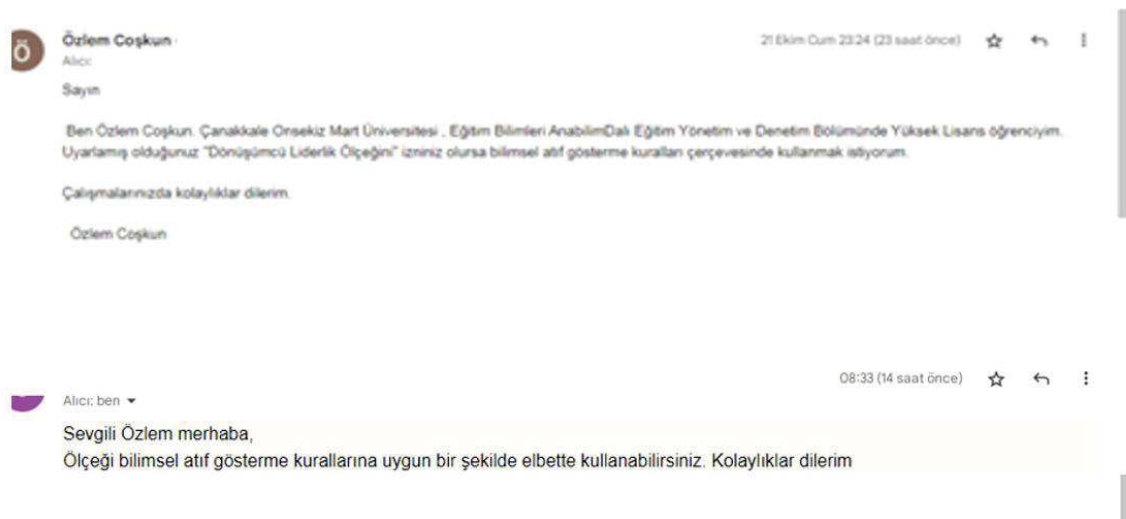 Ö
Özlem Coşkun
21 Ekim Cum 23:24 (23 saat önce)
Alıcı:
Sayın
Ben Özlem Coşkun. Çanakkale Onsekiz Mart Üniversitesi , Eğitim Bilimleri AnabilimDalı Eğitim Yönetim ve Denetim Bölümünde Yüksek Lisans öğrenciyim.
Uyarlamış olduğunuz "Dönüşümcü Liderlik Ölçeğini" izniniz olursa bilimsel atıf gösterme kuralları çerçevesinde kullanmak istiyorum.
Çalışmalarınızda kolaylıklar dilerim.
Özlem Coşkun
08:33 (14 saat önce)
Alıcı: ben
Sevgili Özlem merhaba,
Ölçeği bilimsel atıf gösterme kurallarına uygun bir şekilde elbette kullanabilirsiniz. Kolaylıklar dilerim